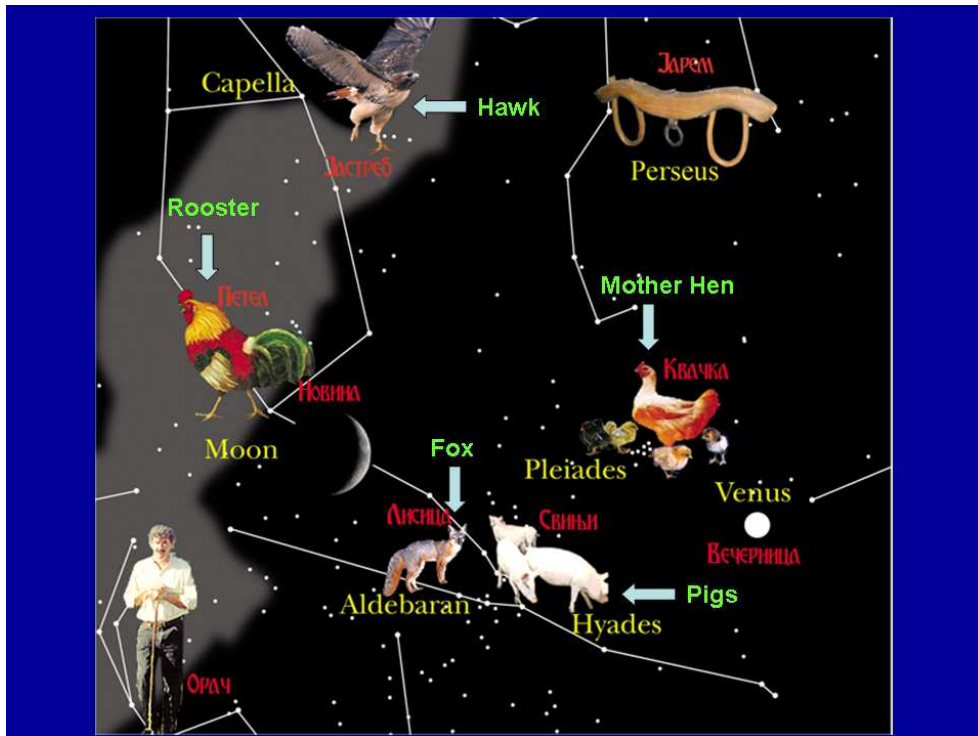 Capella
Hawk
ЈАСТРЕБ
ЈАРЕМ
Perseus
Rooster
ПЕТЕЛ
Mother Hen
КВАЧКА
НОВИНА
Moon
Fox
Pleiades
Venus
ЛИСИЦА
СВИЊИ
ВЕЧЕРНИЦА
Aldebaran
Pigs
Hyades
ОРАЧ